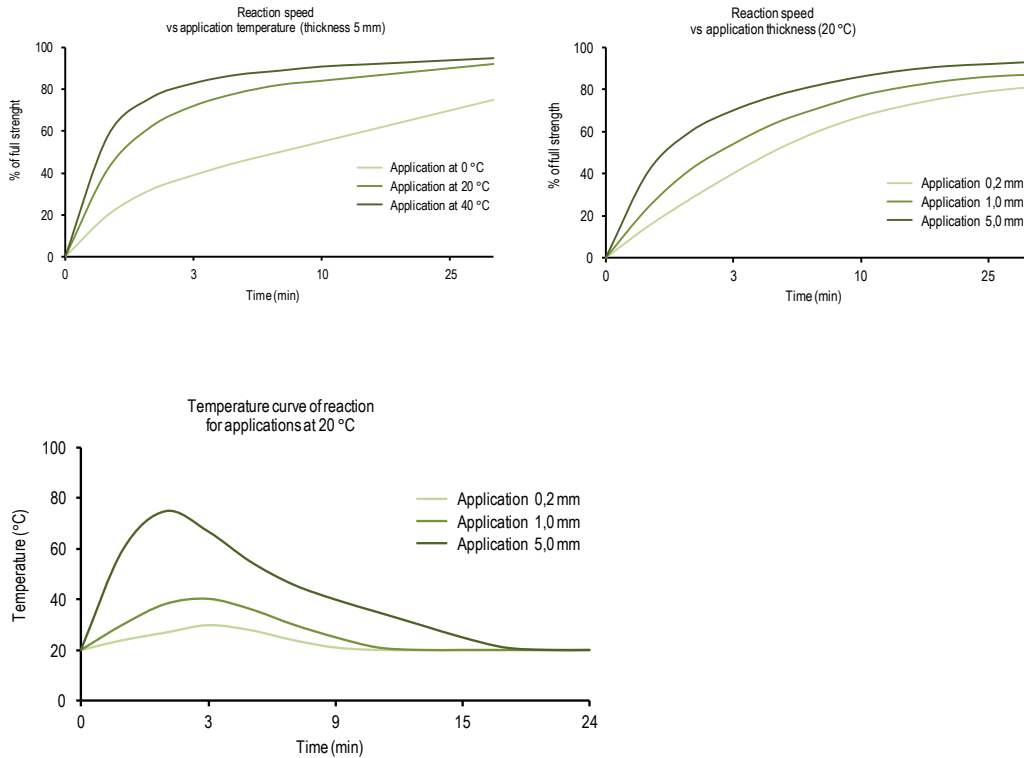 Reaction speed
vs application temperature (thickness 5 mm)
100
80
60
40
20
0
% of full strenght
0
3
10
25
Time (min)
Application at 0 °C
Application at 20 °C
Application at 40 °C
Reaction speed
vs application thickness (20 °C)
100
80
60
40
20
0
% of full strength
0
3
10
25
Time (min)
Application 0,2 mm
Application 1,0 mm
Application 5,0 mm
Temperature curve of reaction
for applications at 20 °C
100
80
60
40
20
0
Temperature (°C)
0
3
9
15
24
Time (min)
Application 0,2 mm
Application 1,0 mm
Application 5,0 mm